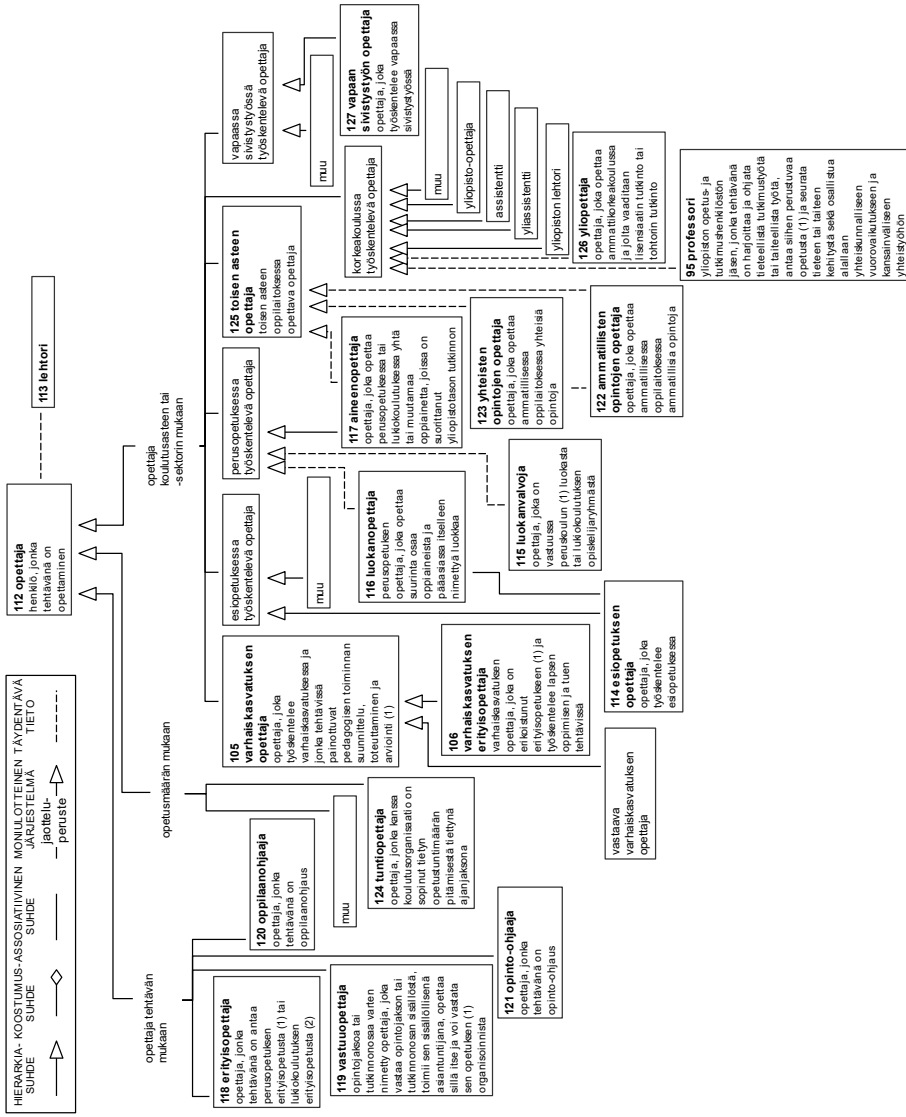 HIERARKIA-
SUHDE
KOOSTUMUS-
SUHDE
ASSOSIATIIVINEN
SUHDE
MONIULOTTEINEN
JÄRJESTELMÄ
jaottelu-
peruste
TÄYDENTÄVÄ
TIETO
112 opettaja
henkilö, jonka
tehtävänä on
opettaminen
113 lehtori
opettaja tehtävän
mukaan
opetusmäärän mukaan
opettaja
koulutusasteen tai
-sektorin mukaan
118 erityisopettaja
opettaja, jonka
tehtävänä on antaa
perusopetuksen
erityisopetusta (1) tai
lukiokoulutuksen
erityisopetusta (2)
120 oppilaanohjaaja
opettaja, jonka
tehtävänä on
oppilaanohjaus
119 vastuuopettaja
opintojaksoa tai
tutkinnonosaa varten
nimetty opettaja, joka
vastaa opintojakson tai
tutkinnonosan sisällöstä,
toimii sen sisällöllisenä
asiantuntijana, opettaa
sillä itse ja voi vastata
sen opetuksen (1)
organisoinnista
121 opinto-ohjaaja
opettaja, jonka
tehtävänä on
opinto-ohjaus
muu
124 tuntiopettaja
opettaja, jonka kanssa
koulutusorganisaatio on
sopinut tietyn
opetustuntimäärän
pitämisestä tiettynä
ajanjaksona
105
varhaiskasvatuksen
opettaja
opettaja, joka
työskentelee
varhaiskasvatuksessa ja
jonka tehtävissä
painottuvat
pedagogisen toiminnan
suunnittelu,
toteuttaminen ja
arviointi (1)
106
varhaiskasvatuksen
erityisopettaja
varhaiskasvatuksen
opettaja, joka on
erikoistunut
erityisopetukseen (1) ja
työskentelee lapsen
oppimisen ja tuen
tehtävissä
vastaava
varhaiskasvatuksen
opettaja
esiopetuksessa
työskentelevä opettaja
muu
114 esiopetuksen
opettaja
opettaja, joka
työskentelee
esiopetuksessa
perusopetuksessa
työskentelevä opettaja
116 luokanopettaja
perusopetuksen
opettaja, joka opettaa
suurinta osaa
oppiaineista ja
pääasiassa itselleen
nimettyä luokkaa
115 luokanvalvoja
opettaja, joka on
vastuussa
peruskoulun (1) luokasta
tai lukiokoulutuksen
opiskelijaryhmästä
117 aineenopettaja
opettaja, joka opettaa
perusopetuksessa tai
lukiokoulutuksessa yhtä
tai muutamaa
oppiainetta, joissa on
suorittanut
yliopistotason tutkinnon
125 toisen asteen
opettaja
toisen asteen
oppilaitoksessa
opettava opettaja
123 yhteisten
opintojen opettaja
opettaja, joka opettaa
ammatillisessa
oppilaitoksessa yhteisiä
opintoja
122 ammatillisten
opintojen opettaja
opettaja, joka opettaa
ammatillisessa
oppilaitoksessa
ammatillisia opintoja
korkeakoulussa
työskentelevä opettaja
muu
yliopisto-opettaja
assistentti
yliassistentti
yliopiston lehtori
126 yliopettaja
opettaja, joka opettaa
ammattikorkeakoulussa
ja jolta vaaditaan
lisensiaatin tutkinto tai
tohtorin tutkinto
95 professori
yliopiston opetus- ja
tutkimushenkilöstön
jäsen, jonka tehtävänä
on harjoittaa ja ohjata
tieteellistä tutkimustyötä
tai taiteellista työtä,
antaa siihen perustuvaa
opetusta (1) ja seurata
tieteen tai taiteen
kehitystä sekä osallistua
alallaan
yhteiskunnalliseen
vuorovaikutukseen ja
kansainväliseen
yhteistyöhön
vapaassa
sivistystyössä
työskentelevä opettaja
muu
127 vapaan
sivistystyön opettaja
opettaja, joka
työskentelee vapaassa
sivistystyössä